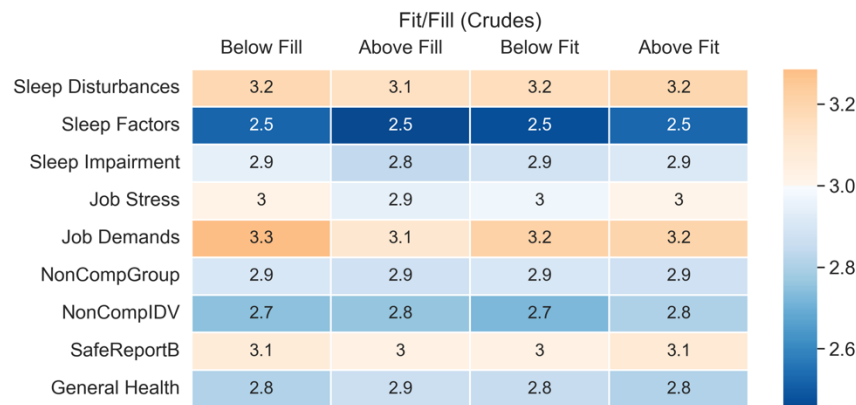 Fit/Fill (Crudes)
Below Fill Above Fill Below Fit Above Fit
Sleep Disturbances 3.2 3.1 3.2 3.2
Sleep Factors 2.5 2.5 2.5 2.5
Sleep Impairment 2.9 2.8 2.9 2.9
Job Stress 3 2.9 3 3
Job Demands 3.3 3.1 3.2 3.2
NonCompGroup 2.9 2.9 2.9 2.9
NonCompIDV 2.7 2.8 2.7 2.8
SafeReportB 3.1 3 3 3.1
General Health 2.8 2.9 2.8 2.8
3.2
3.0
2.8
2.6